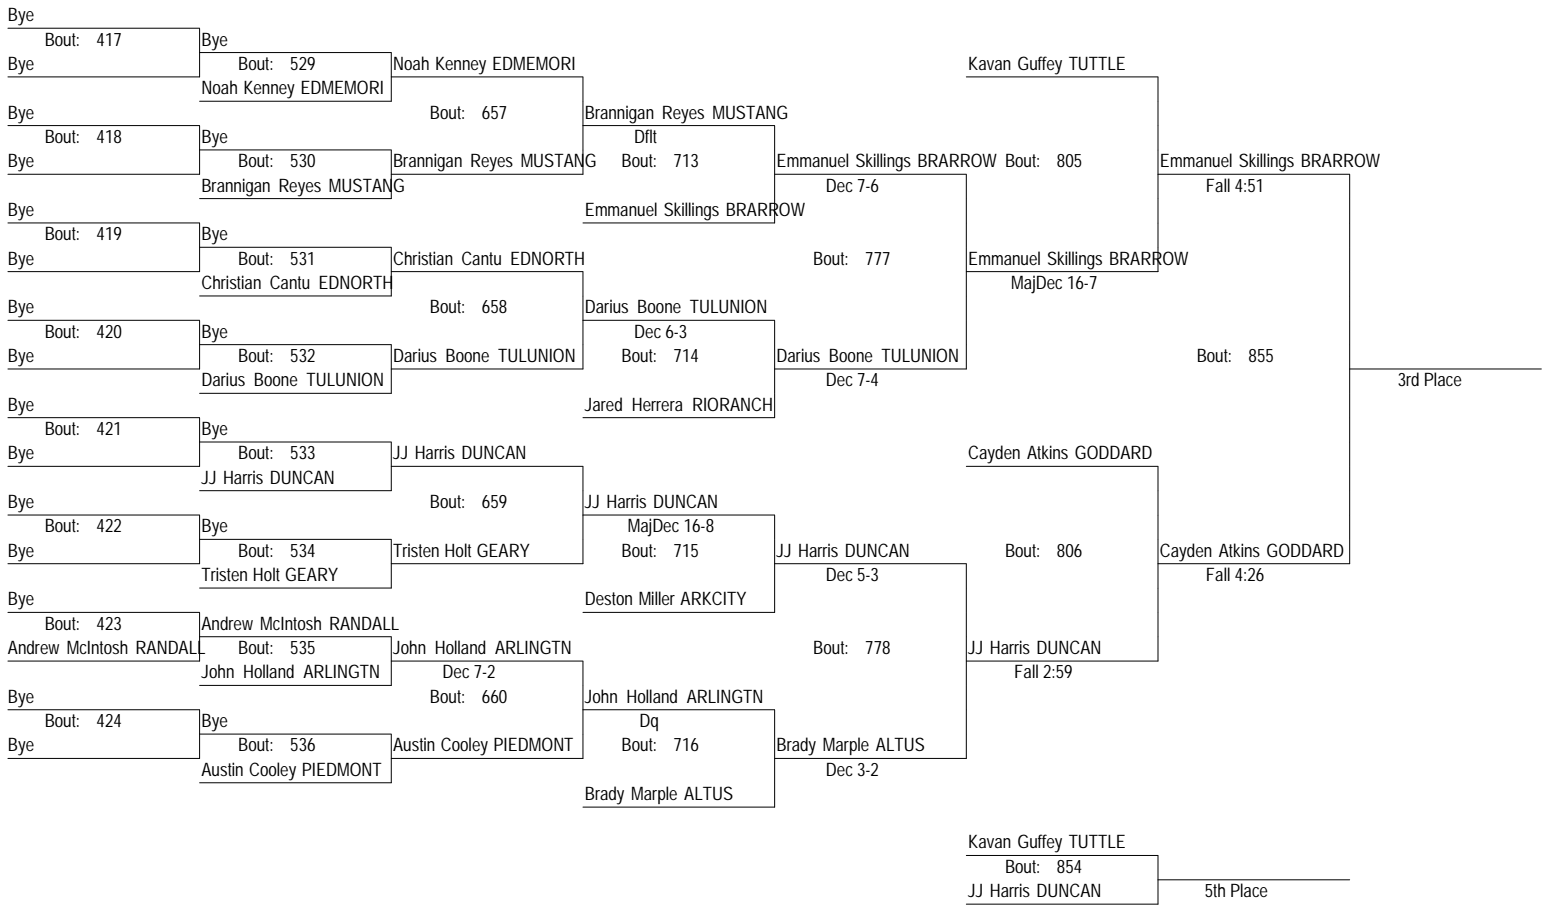 Bye
Bout: 417
Bye
Bye
Bout: 529
Noah Kenney EDMEMORI
Noah Kenney EDMEMORI
Kavan Guffey TUTTLE
Bye
Bout: 657
Brannigan Reyes MUSTANG
Bout: 418
Bye
Dflt
Bye
Bout: 530
Brannigan Reyes MUSTANG
Bout: 713
Emmanuel Skillings BRARROW
Bout: 805
Emmanuel Skillings BRARROW
Brannigan Reyes MUSTANG
Dec 7-6
Fall 4:51
Bye
Emmanuel Skillings BRARROW
Bout: 419
Bye
Bye
Bout: 531
Christian Cantu EDNORTH
Bout: 777
Emmanuel Skillings BRARROW
Christian Cantu EDNORTH
MajDec 16-7
Bye
Bout: 658
Darius Boone TULUNION
Bout: 420
Bye
Dec 6-3
Bye
Bout: 532
Darius Boone TULUNION
Bout: 714
Darius Boone TULUNION
Bout: 855
Darius Boone TULUNION
Dec 7-4
3rd Place
Bye
Jared Herrera RIORANCH
Bout: 421
Bye
Bye
Bout: 533
JJ Harris DUNCAN
Cayden Atkins GODDARD
JJ Harris DUNCAN
Bye
Bout: 659
JJ Harris DUNCAN
Bout: 422
Bye
MajDec 16-8
Bye
Bout: 534
Tristen Holt GEARY
Bout: 715
JJ Harris DUNCAN
Bout: 806
Cayden Atkins GODDARD
Tristen Holt GEARY
Dec 5-3
Fall 4:26
Bye
Deston Miller ARKCITY
Bout: 423
Andrew McIntosh RANDALL
Andrew McIntosh RANDALL
Bout: 535
John Holland ARLINGTN
Bout: 778
JJ Harris DUNCAN
John Holland ARLINGTN
Dec 7-2
Fall 2:59
Bye
Bout: 660
John Holland ARLINGTN
Bout: 424
Bye
Dq
Bye
Bout: 536
Austin Cooley PIEDMONT
Bout: 716
Brady Marple ALTUS
Austin Cooley PIEDMONT
Dec 3-2
Brady Marple ALTUS
Kavan Guffey TUTTLE
Bout: 854
JJ Harris DUNCAN
5th Place